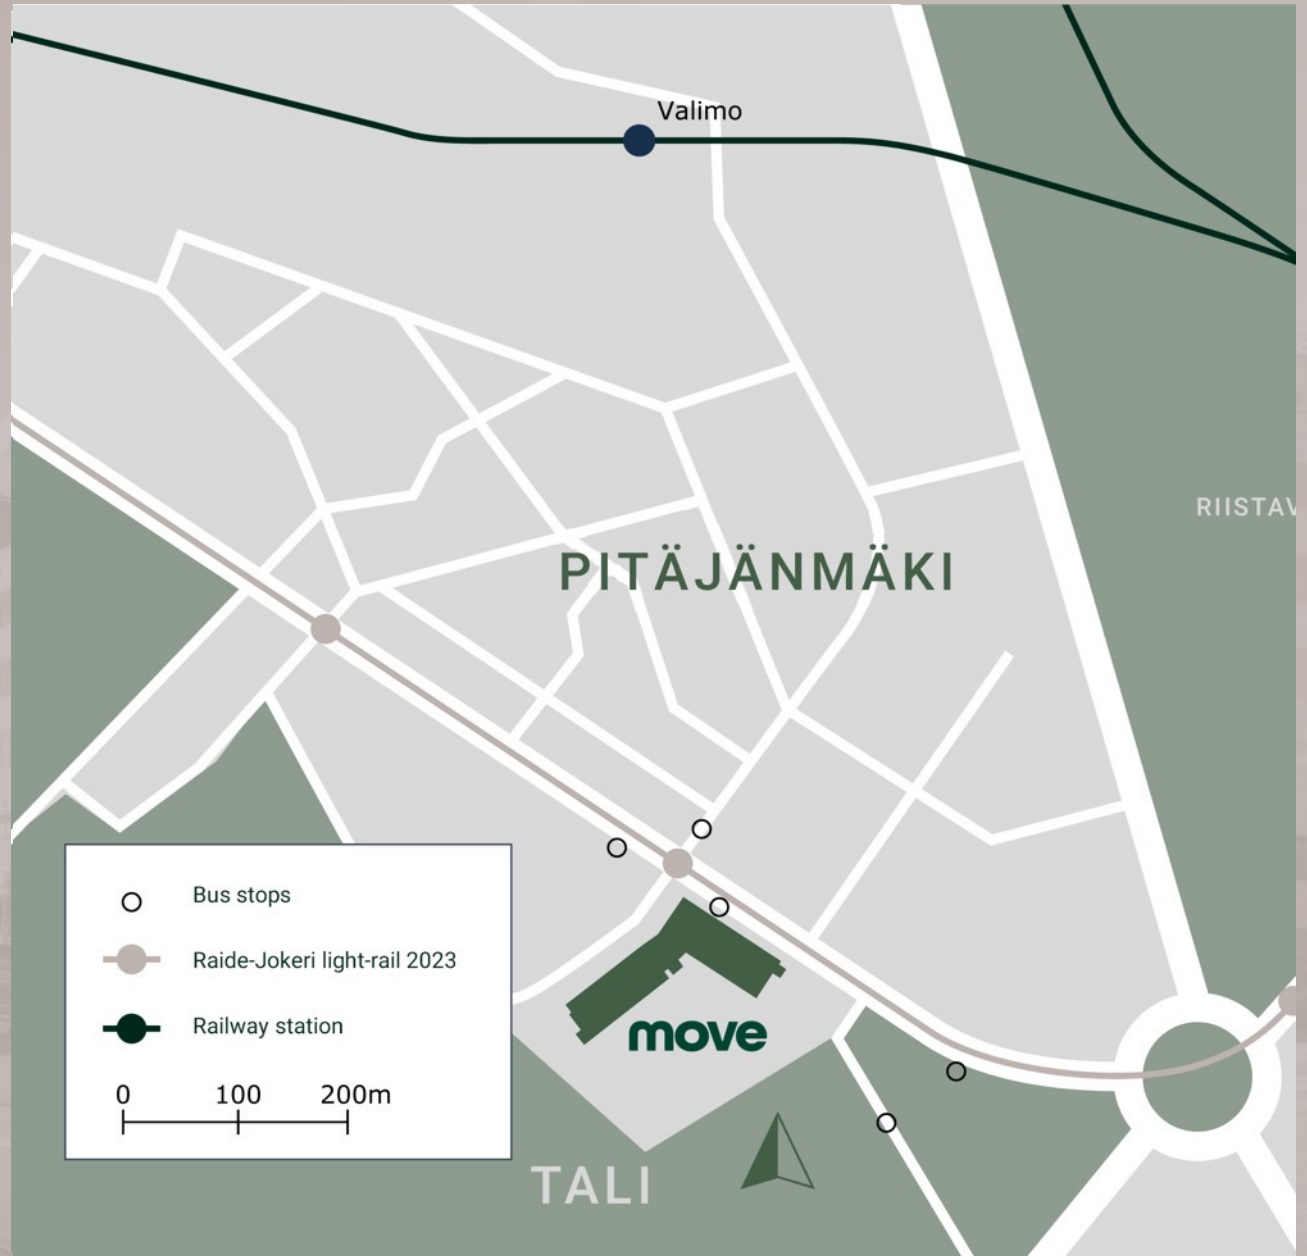 Valimo
RIISTAV
PITÄJÄNMÄKI
Bus stops
Raide-Jokeri light-rail 2023
Railway station
0 100 200m
move
TALI